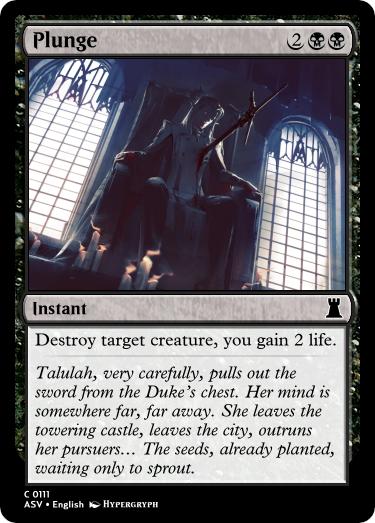 Plunge 2
Instant
Destroy target creature, you gain 2 life.
Talulah, very carefully, pulls out the
sword from the Duke's chest. Her mind is
somewhere far, far away. She leaves the
towering castle, leaves the city, outruns
her pursuers... The seeds, already planted,
waiting only to sprout.
C 0111
ASV • English HYPERGRYPH